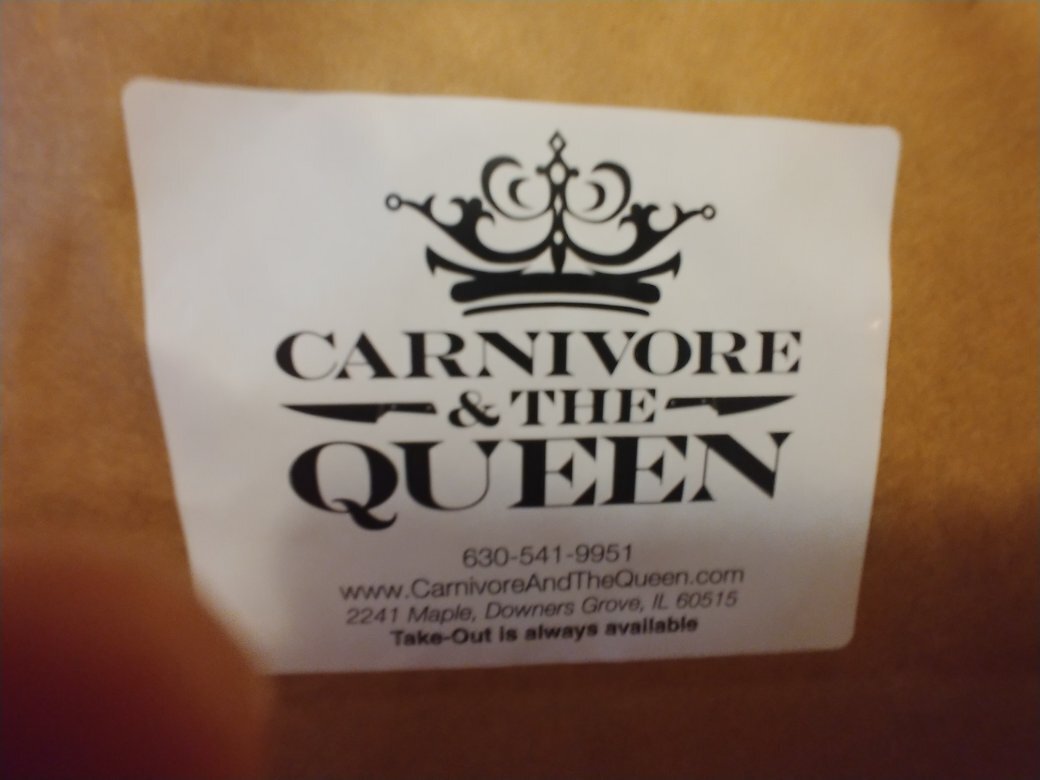 CARNIVORE
& THE
QUEEN
630-541-9951
www.CarnivoreAndTheQueen.com
2241 Maple, Downers Grove, IL 60515
Take-Out is always available